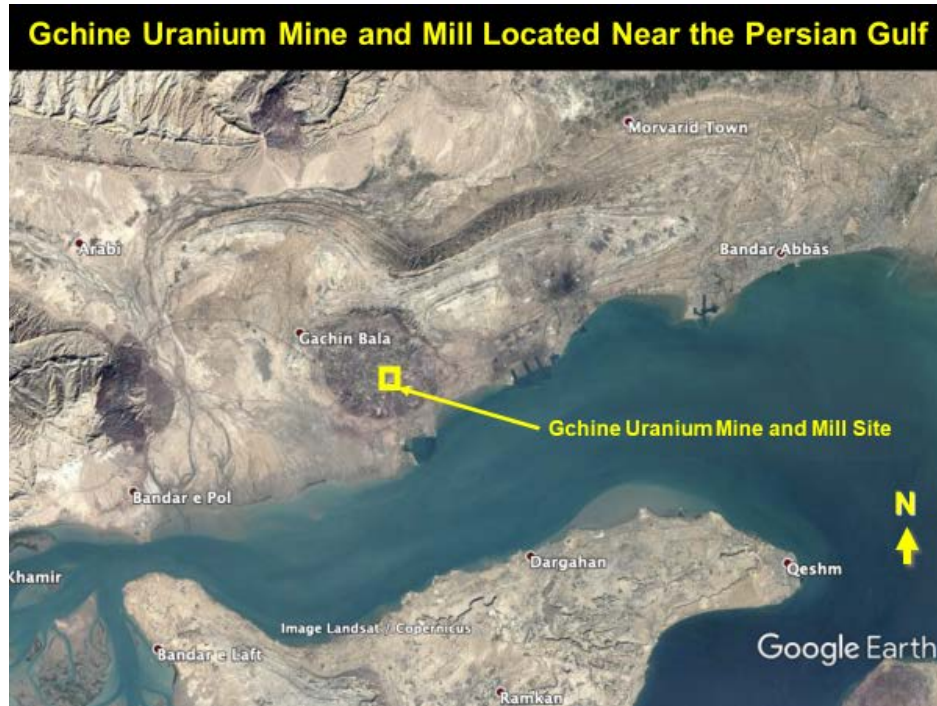 Gchine Uranium Mine and Mill Located Near the Persian Gulf
Morvarid Town
Arabi
Bandar Abbās
Gachin Bala
Gchine Uranium Mine and Mill Site
Bandar e Pol
N
Dargahan
Qeshm
Khamir
Image Landsat / Copernicus
Bandar e Laft
Google Earth
Ramkan